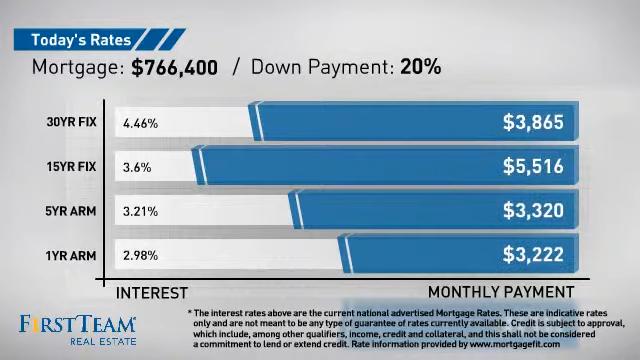 Today's Rates
Mortgage: $766,400 / Down Payment: 20%
30YR FIX 4.46% $3,865
15YR FIX 3.6% $5,516
5YR ARM 3.21% $3,320
1YR ARM 2.98% $3,222
INTEREST MONTHLY PAYMENT
* The interest rates above are the current national advertised Mortgage Rates. These are indicative rates
only and are not meant to be any type of guarantee of rates currently available. Credit is subject to approval,
which include, among other qualifiers, income, credit and collateral, and this shall not be considered
a commitment to lend or extend credit. Rate information provided by www.mortgagefit.com
FIRSTTEAM®
REAL ESTATE